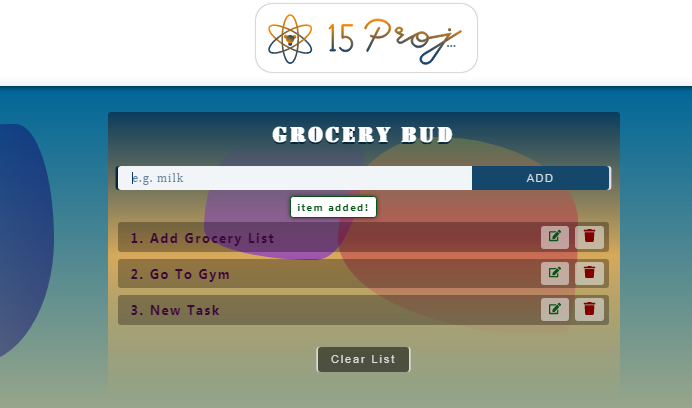 15 Proj...
GROCERY BUD
e.g. milk
ADD
item added!
1. Add Grocery List
2. Go To Gym
3. New Task
Clear List